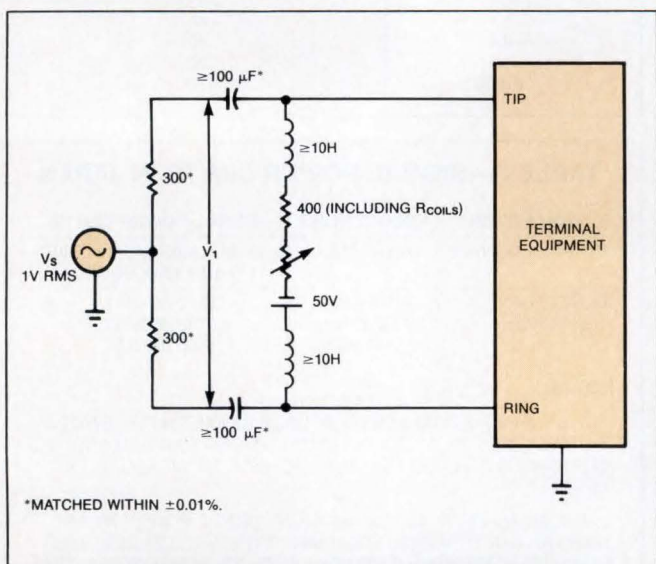 ≥100 µF*
TIP
≥10H
300*
400 (INCLUDING RCOILS)
V1
TERMINAL
EQUIPMENT
VS
1V RMS
50V
300*
≥10H
RING
≥100 µF*
*MATCHED WITHIN ±0.01%.